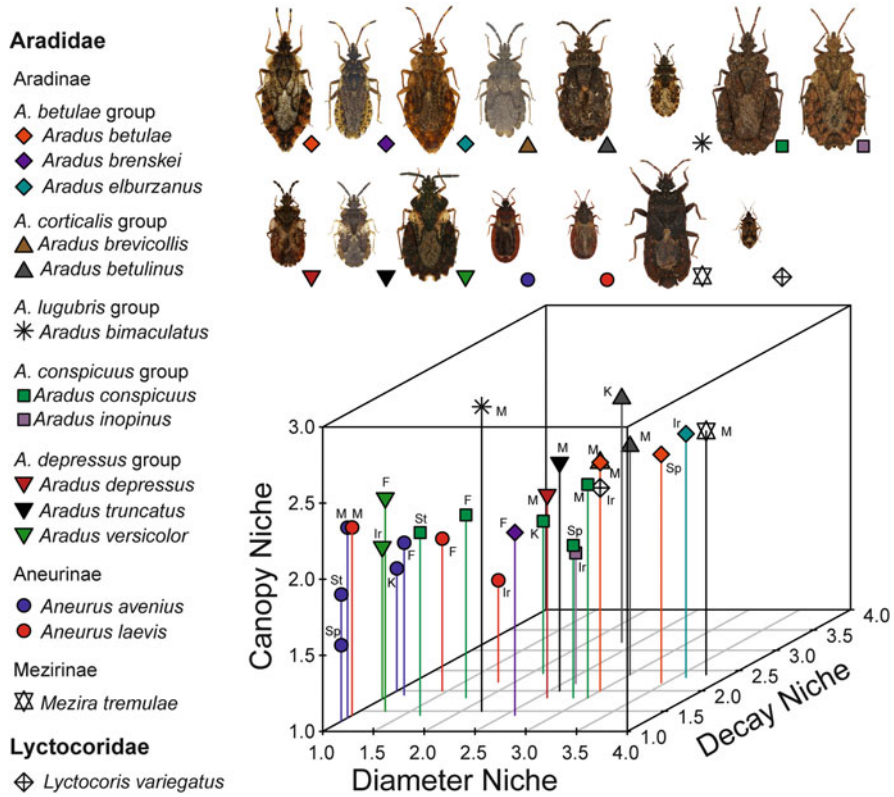 Aradidae
Aradinae
A. betulae group
Aradus betulae
Aradus brenskei
Aradus elburzanus
A. corticalis group
Aradus brevicollis
Aradus betulinus
A. lugubris group
Aradus bimaculatus
A. conspicuus group
Aradus conspicuus
Aradus inopinus
A. depressus group
Aradus depressus
Aradus truncatus
Aradus versicolor
Aneurinae
Aneurus avenius
Aneurus laevis
Mezirinae
Mezira tremulae
Lyctocoridae
Lyctocoris variegatus
Canopy Niche
3.0
2.5
2.0
1.5
1.0
M
K
M
Ir
M
Sp
M
M
Ir
M
M
M
K
Sp
Ir
F
Ir
F
St
F
F
Ir
M M
F
K
St
Sp
1.0
1.5
2.0
2.5
3.0
3.5
4.0
Diameter Niche
1.0
1.5
2.0
2.5
3.0
3.5
4.0
Decay Niche